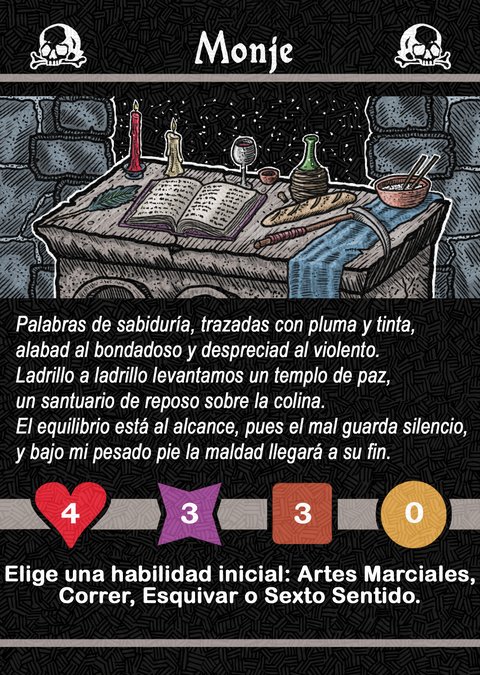 Monje
Palabras de sabiduría, trazadas con pluma y tinta,
alabad al bondadoso y despreciad al violento.
Ladrillo a ladrillo levantamos un templo de paz,
un santuario de reposo sobre la colina.
El equilibrio está al alcance, pues el mal guarda silencio,
y bajo mi pesado pie la maldad llegará a su fin.
4 3 3 0
Elige una habilidad inicial: Artes Marciales,
Correr, Esquivar o Sexto Sentido.